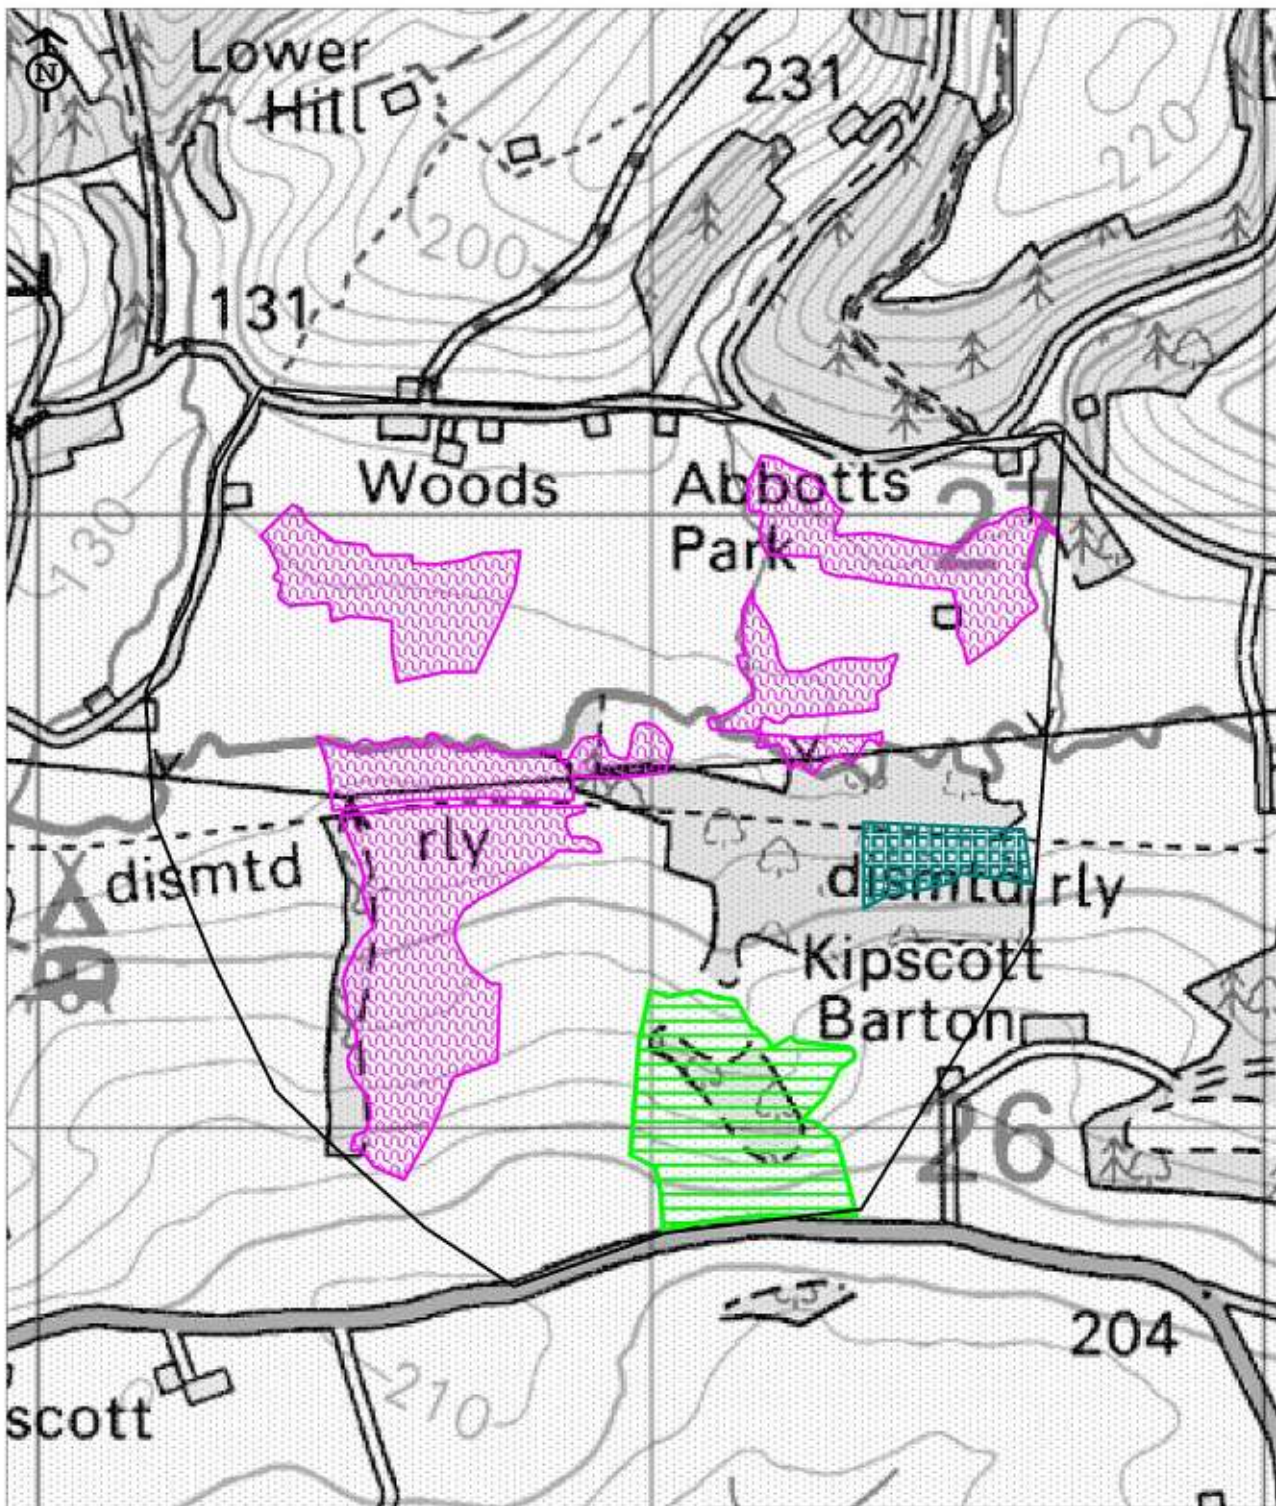 Lower
Hill
N
231
220
200
131
Woods
Abbotts
Park
27
130
rly
dismtd
dismtd rly
Kipscott
Barton
26
204
210
scott